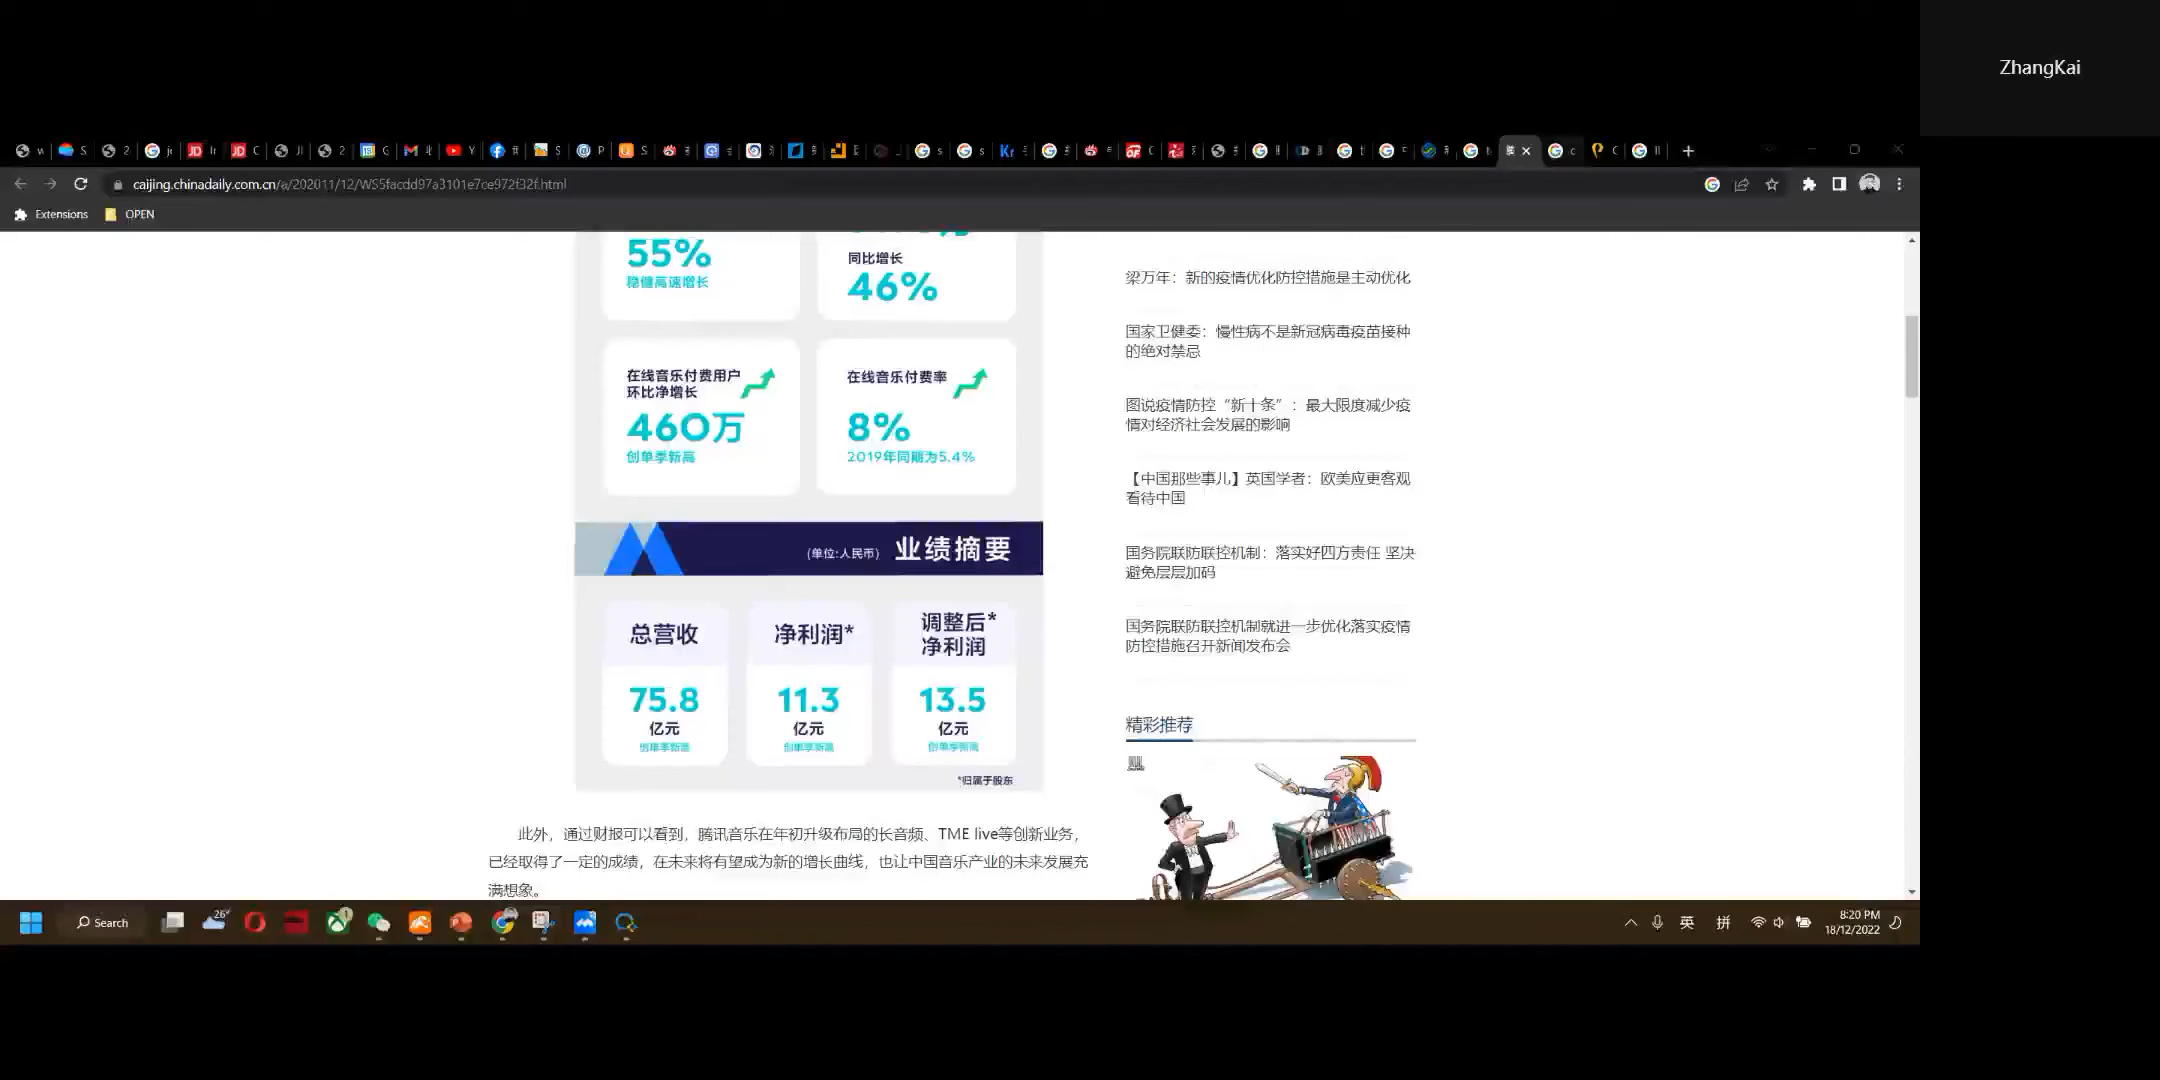 ZhangKai
caijing.chinadaily.com.cn/a/202011/12/WS5facdd97a3101e7ce972f32f.html
Extensions
OPEN
55%
稳健高速增长
同比增长
46%
在线音乐付费用户
环比净增长
460万
创单季新高
在线音乐付费率
8%
2019年同期为5.4%
(单位:人民币) 业绩摘要
总营收
75.8
亿元
创单季新高
净利润*
11.3
亿元
创单季新高
调整后*
净利润
13.5
亿元
创单季新高
*归属于股东
此外，通过财报可以看到，腾讯音乐在年初升级布局的长音频、TME live等创新业务，
已经取得了一定的成绩，在未来将有望成为新的增长曲线，也让中国音乐产业的未来发展充
满想象。
梁万年：新的疫情优化防控措施是主动优化
国家卫健委：慢性病不是新冠病毒疫苗接种
的绝对禁忌
图说疫情防控“新十条”：最大限度减少疫
情对经济社会发展的影响
【中国那些事儿】英国学者：欧美应更客观
看待中国
国务院联防联控机制：落实好四方责任 坚决
避免层层加码
国务院联防联控机制就进一步优化落实疫情
防控措施召开新闻发布会
精彩推荐
26°
Search
英
拼
8:20 PM
18/12/2022